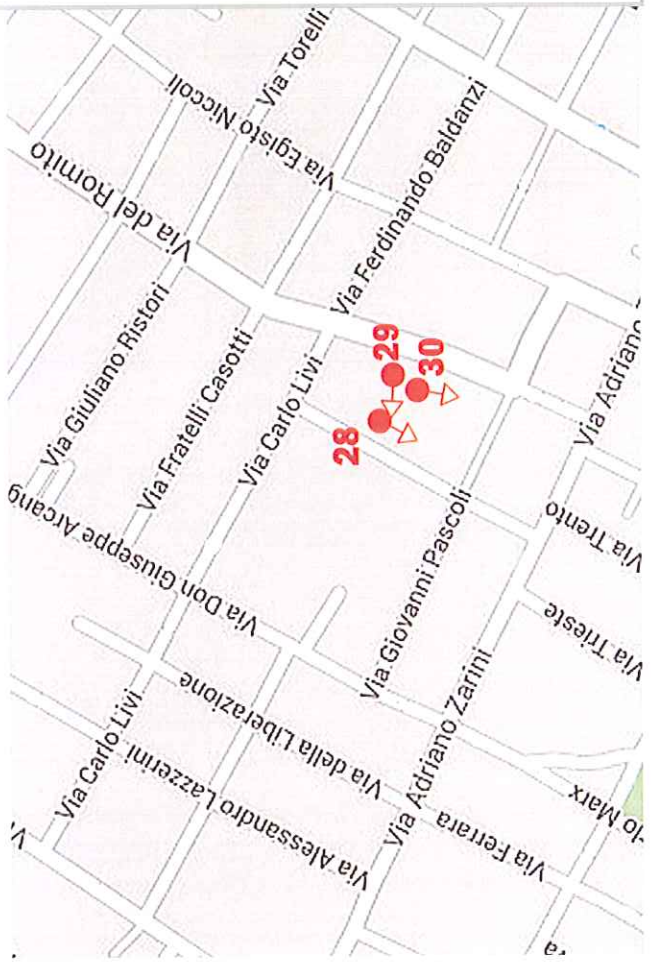 Via Torelli
Via Egisto Niccoli
Via del Romito
Via Ferdinando Baldanzi
Via Giuliano Ristori
Via Fratelli Casotti
Via Carlo Livi
29
30
28
Via Adriano
Via Don Giuseppe Arcang
Via Giovanni Pascoli
Via Trento
Via Trieste
Via Carlo Livi
Via della Liberazione
Via Adriano Zarini
Via Alessandro Lazzerini
Via Ferrara
rlo Marx